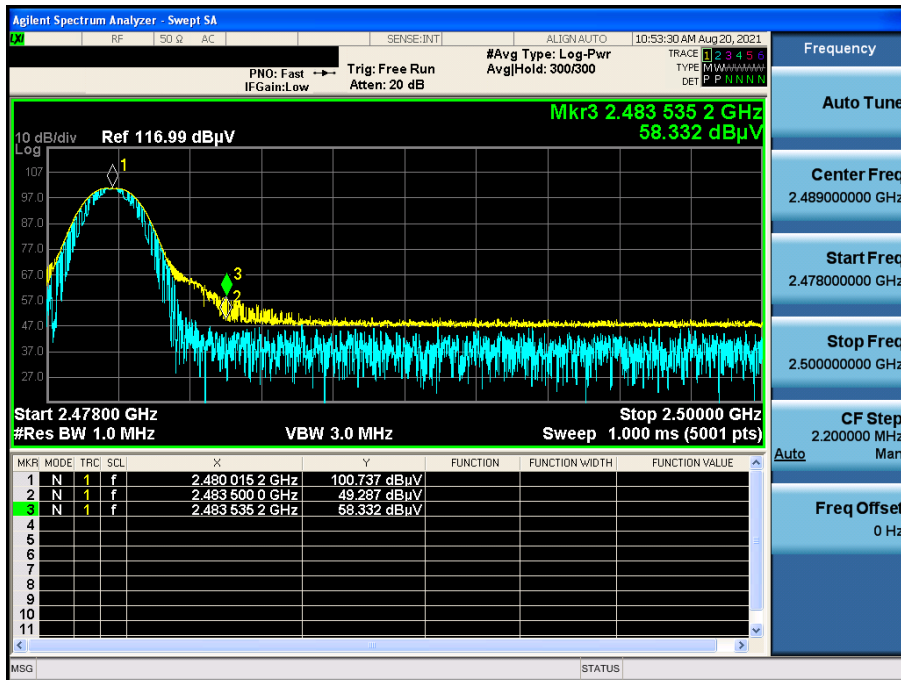 Agilent Spectrum Analyzer - Swept SA
LXI RF 50 Ω AC SENSE:INT ALIGN AUTO 10:53:30 AM Aug 20, 2021
PNO: Fast Trig: Free Run #Avg Type: Log-Pwr TRACE 1 2 3 4 5 6
IFGain:Low Atten: 20 dB Avg|Hold: 300/300 TYPE M W W W W W
DET P P N N N N
Mkr3 2.483 535 2 GHz
58.332 dBµV
10 dB/div Ref 116.99 dBµV
Log
107
97.0
87.0
77.0
67.0
57.0
47.0
37.0
27.0
1
3
2
Start 2.47800 GHz Stop 2.50000 GHz
#Res BW 1.0 MHz VBW 3.0 MHz Sweep 1.000 ms (5001 pts)
MKR MODE TRC SCL X Y FUNCTION FUNCTION WIDTH FUNCTION VALUE
1 N 1 f 2.480 015 2 GHz 100.737 dBµV
2 N 1 f 2.483 500 0 GHz 49.287 dBµV
3 N 1 f 2.483 535 2 GHz 58.332 dBµV
4
5
6
7
8
9
10
11
MSG STATUS
Frequency
Auto Tune
Center Freq
2.489000000 GHz
Start Freq
2.478000000 GHz
Stop Freq
2.500000000 GHz
CF Step
2.200000 MHz
Auto Man
Freq Offset
0 Hz